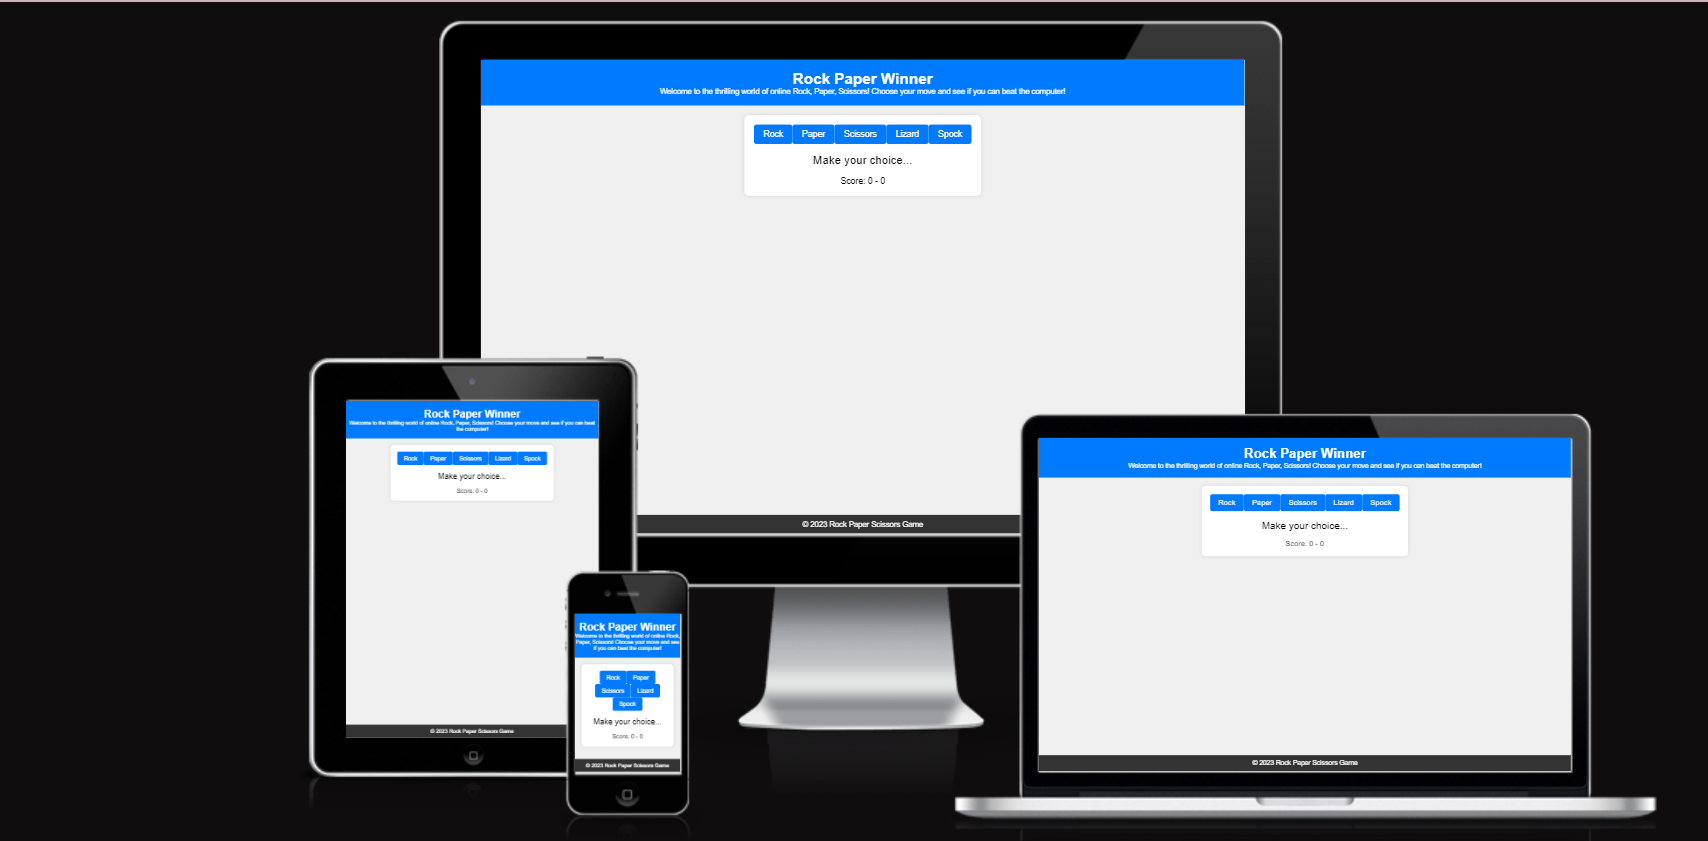 Rock Paper Winner
Welcome to the thrilling world of online Rock, Paper, Scissors! Choose your move and see if you can beat the computer!
Rock Paper Scissors Lizard Spock
Make your choice...
Score: 0 - 0
© 2023 Rock Paper Scissors Game
Rock Paper Winner
Welcome to the thrilling world of online Rock, Paper, Scissors! Choose your move and see if you can beat
the computer!
Rock Paper Scissors Lizard Spock
Make your choice...
Score: 0 - 0
© 2023 Rock Paper Scissors Game
Rock Paper Winner
Welcome to the thrilling world of online Rock,
Paper, Scissors! Choose your move and see
if you can beat the computer!
Rock Paper
Scissors Lizard
Spock
Make your choice...
Score: 0 - 0
© 2023 Rock Paper Scissors Game
Rock Paper Winner
Welcome to the thrilling world of online Rock, Paper, Scissors! Choose your move and see if you can beat the computer!
Rock Paper Scissors Lizard Spock
Make your choice...
Score: 0 - 0
© 2023 Rock Paper Scissors Game